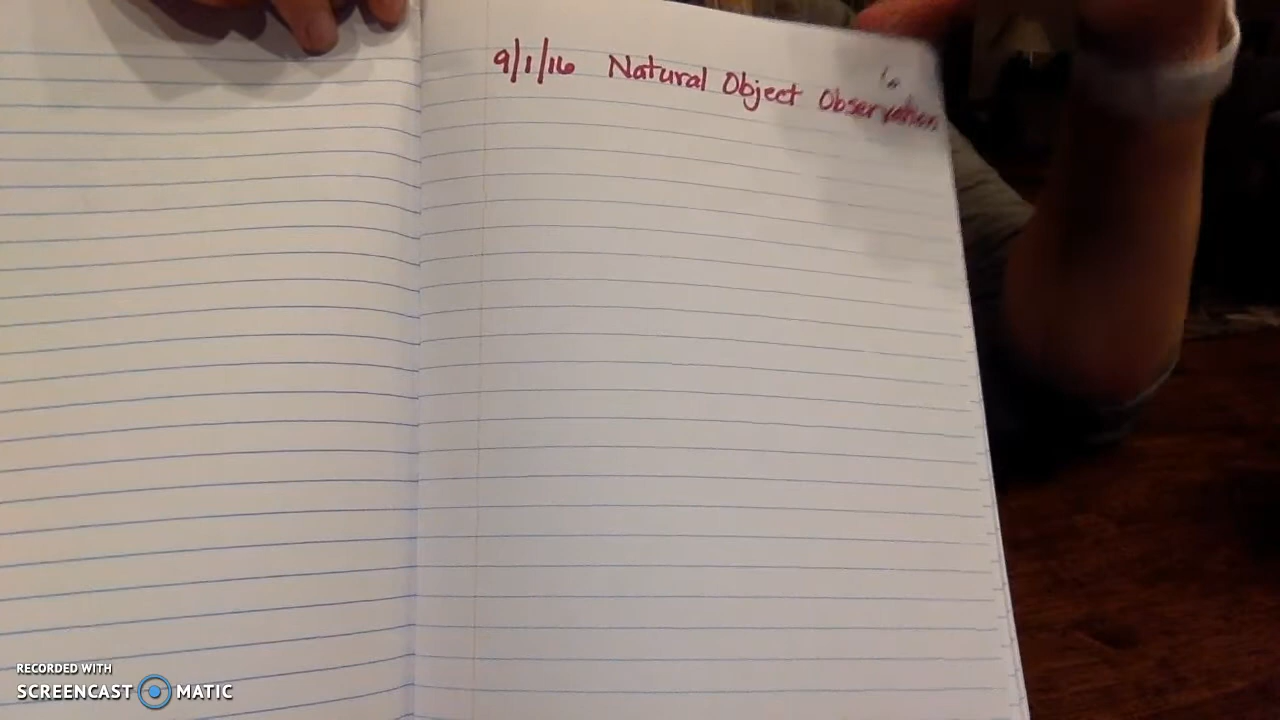 9/1/16 Natural Object Observation
RECORDED WITH
SCREENCAST MATIC